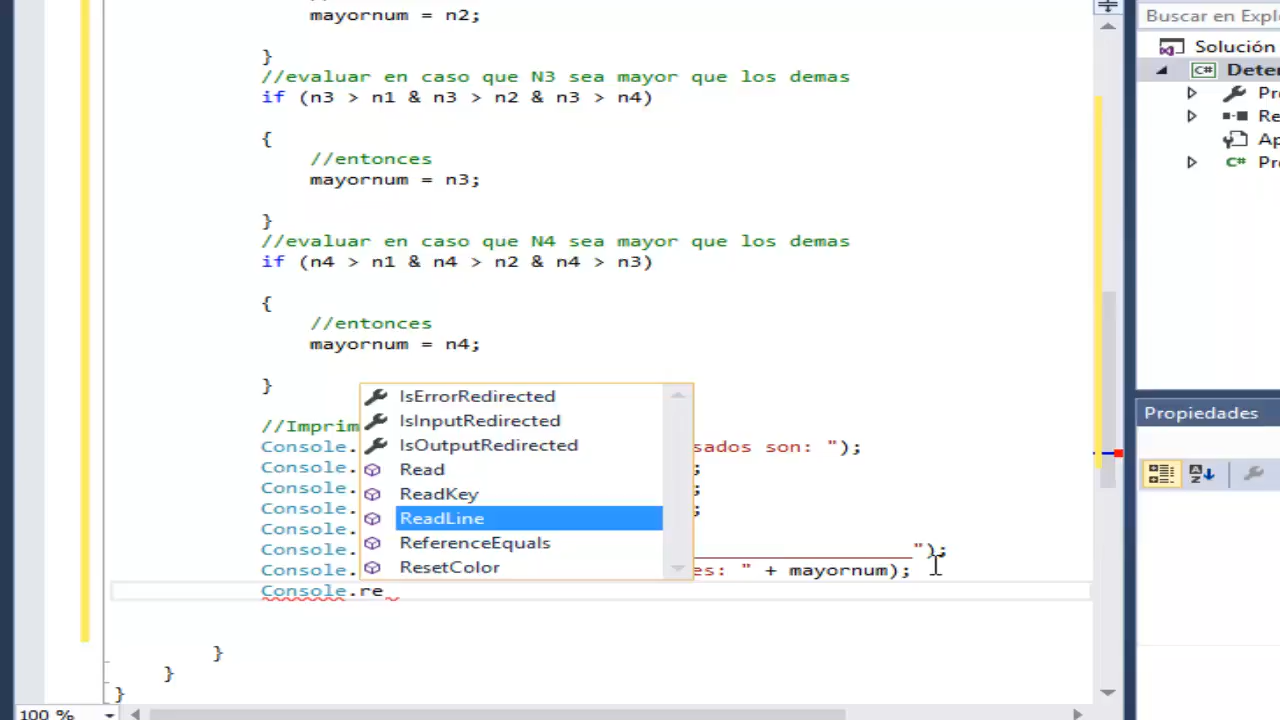 mayornum = n2;
}
//evaluar en caso que N3 sea mayor que los demas
if (n3 > n1 & n3 > n2 & n3 > n4)
{
//entonces
mayornum = n3;
}
//evaluar en caso que N4 sea mayor que los demas
if (n4 > n1 & n4 > n2 & n4 > n3)
{
//entonces
mayornum = n4;
}
//Imprim
Console. sados son: ");
Console. ;
Console. ;
Console. ;
Console.
Console. ");
Console. es: " + mayornum);
Console.re
}
}
}
IsErrorRedirected
IsInputRedirected
IsOutputRedirected
Read
ReadKey
ReadLine
ReferenceEquals
ResetColor
100 %
Buscar en Explo
Solución
C# Deter
Pr
Re
Ap
C# Pr
Propiedades